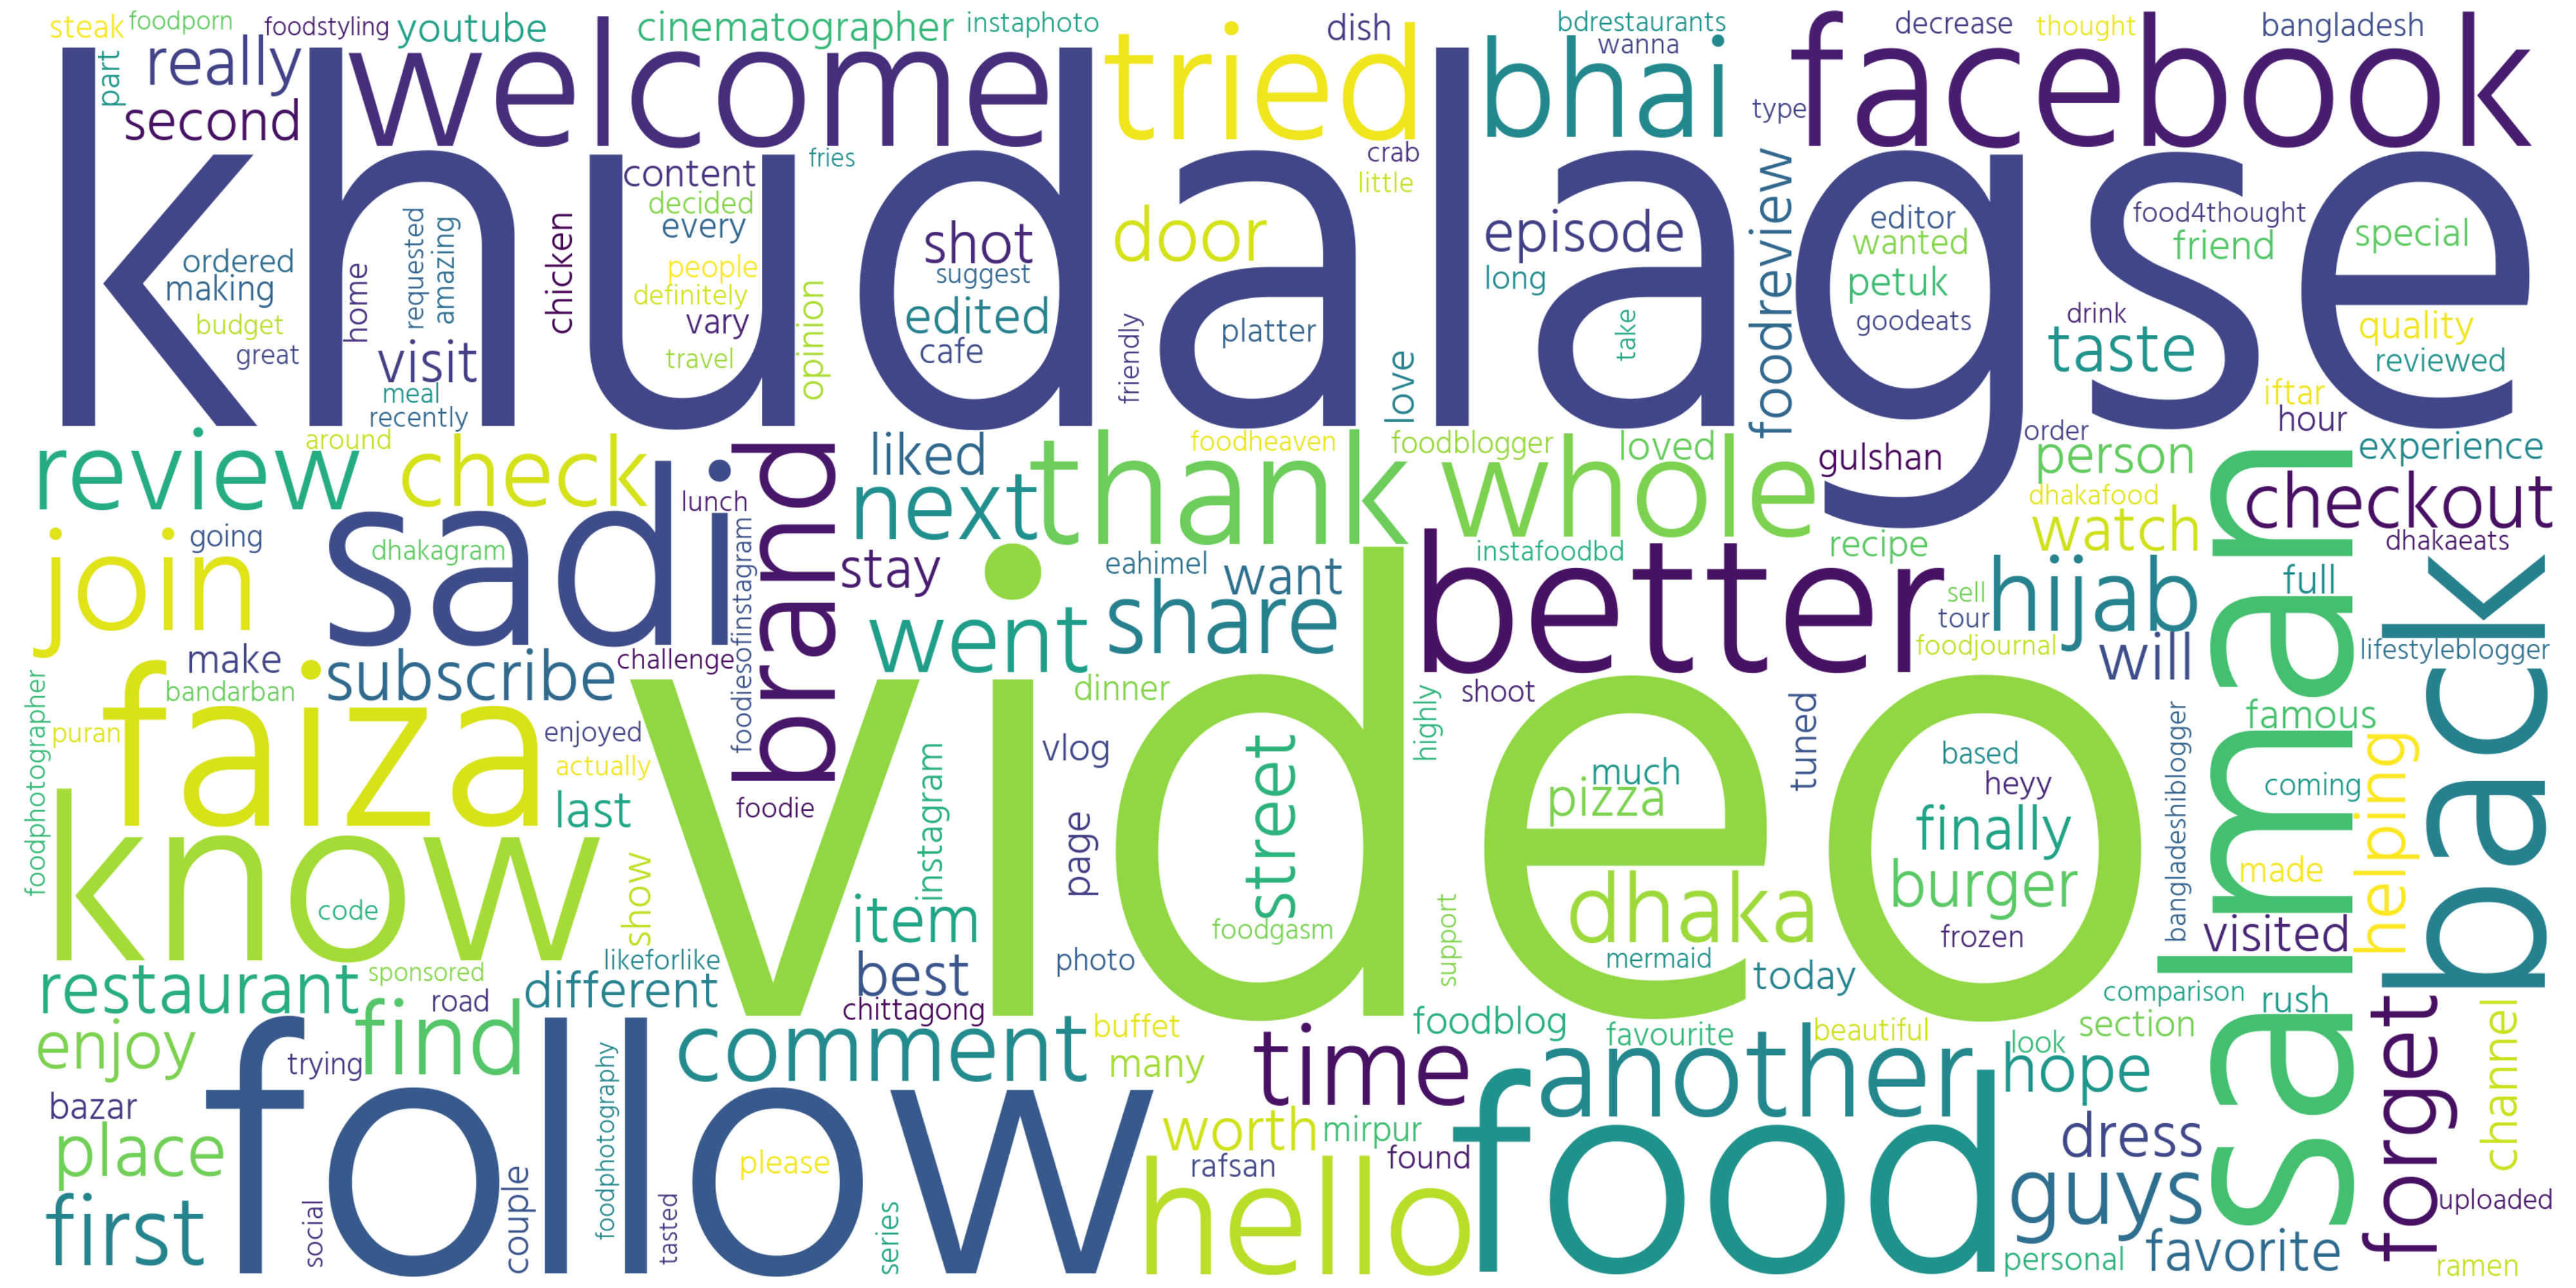 steak
foodporn
foodstyling
youtube
cinematographer
instaphoto
dish
bdrestaurants
wanna
decrease
thought
bangladesh
part
really
second
welcome
tried
bhai
type
facebook
khudalagse
content
fries
decided
every
people
definitely
vary
travel
opinion
chicken
home
requested
amazing
ordered
making
budget
great
visit
meal
recently
shot
suggest
edited
cafe
door
friendly
platter
crab
little
love
episode
long
take
foodreview
editor
wanted
petuk
goodeats
food4thought
friend
special
drink
taste
quality
reviewed
iftar
hour
review
around
check
lunch
brand
liked
next
thank
foodheaven
foodblogger
whole
loved
gulshan
order
person
dhakafood
watch
experience
checkout
dhakaeats
join
going
sadi
dhakagram
foodiesofinstagram
stay
went
eahimel
want
share
instafoodbd
better
recipe
sell
tour
foodjournal
hijab
will
full
salman
lifestyleblogger
back
make
bandarban
subscribe
challenge
foodphotographer
puran
faiza
enjoyed
actually
last
foodie
video
vlog
dinner
highly
shoot
tuned
instagram
page
street
foodgasm
much
pizza
based
heyy
finally
burger
frozen
dhaka
mermaid
today
bangladeshiblogger
famous
coming
made
helping
visited
know
code
show
item
best
chittagong
photo
support
restaurant
sponsored
road
different
likeforlike
enjoy
trying
find
comment
buffet
many
foodblog
favourite
beautiful
comparison
rush
section
look
hope
time
another
forget
channel
bazar
place
first
follow
social
couple
foodphotography
tasted
please
series
worth
mirpur
rafsan
found
hello
food
dress
guys
personal
favorite
uploaded
ramen